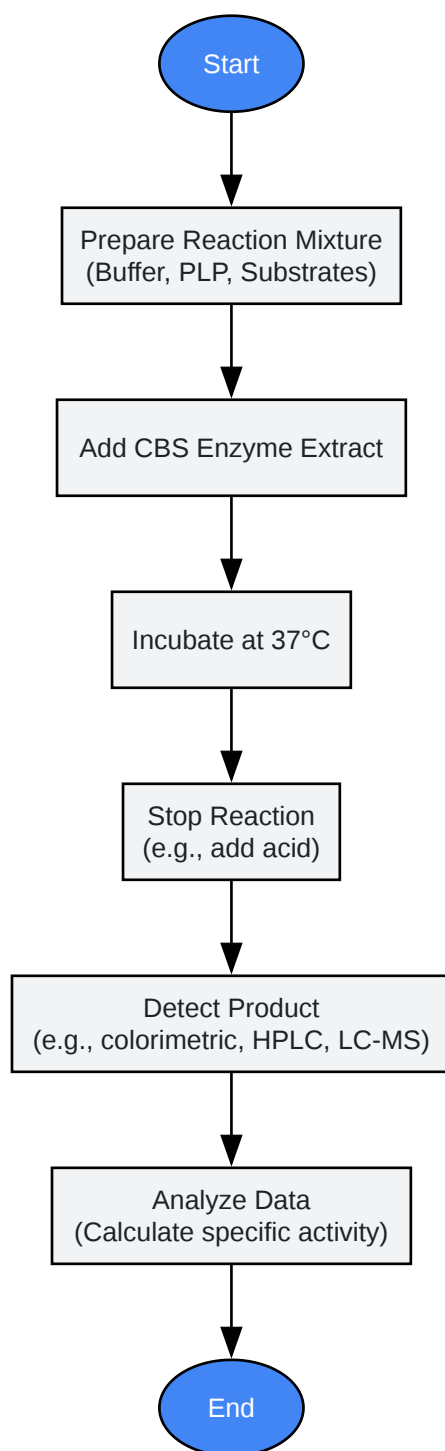 Start
Prepare Reaction Mixture
(Buffer, PLP, Substrates)
Add CBS Enzyme Extract
Incubate at 37°C
Stop Reaction
(e.g., add acid)
Detect Product
(e.g., colorimetric, HPLC, LC-MS)
Analyze Data
(Calculate specific activity)
End